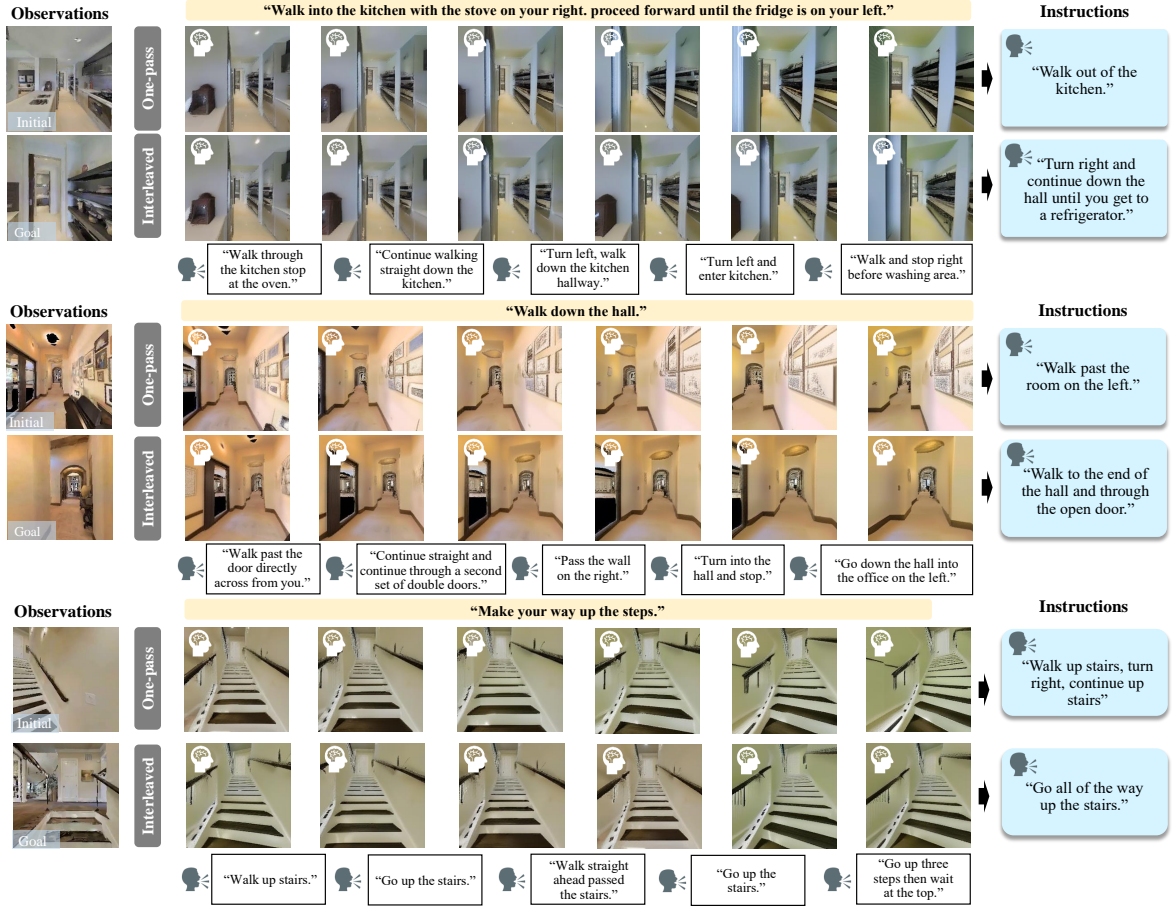 Observations
“Walk into the kitchen with the stove on your right. proceed forward until the fridge is on your left.”
Instructions
Initial
One-pass
“Walk out of the
kitchen.”
Goal
Interleaved
“Turn right and
continue down the
hall until you get to
a refrigerator.”
“Walk through
the kitchen stop
at the oven.”
“Continue walking
straight down the
kitchen.”
“Turn left, walk
down the kitchen
hallway.”
“Turn left and
enter kitchen.”
“Walk and stop right
before washing area.”
Observations
“Walk down the hall.”
Instructions
Initial
One-pass
“Walk past the
room on the left.”
Goal
Interleaved
“Walk to the end of
the hall and through
the open door.”
“Walk past the
door directly
across from you.”
“Continue straight and
continue through a second
set of double doors.”
“Pass the wall
on the right.”
“Turn into the
hall and stop.”
“Go down the hall into
the office on the left.”
Observations
“Make your way up the steps.”
Instructions
Initial
One-pass
“Walk up stairs, turn
right, continue up
stairs”
Goal
Interleaved
“Go all of the way
up the stairs.”
“Walk up stairs.”
“Go up the stairs.”
“Walk straight
ahead passed
the stairs.”
“Go up the
stairs.”
“Go up three
steps then wait
at the top.”